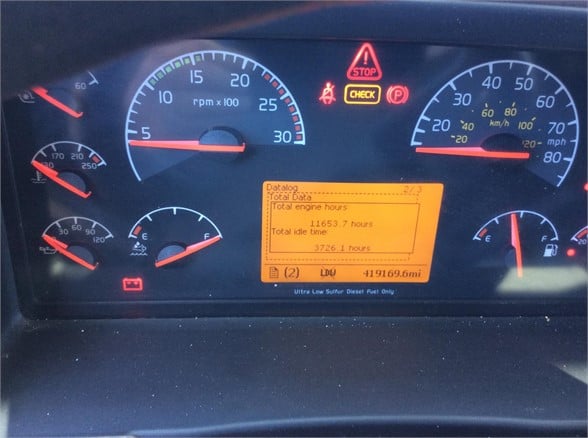 60
STOP
CHECK
P
5 10 15 20 25 30
rpm x 100
20 30 40 50 60 70 80
mph
20 40 60 80 100 120
km/h
170 210 250
30 60 90 120
E F
E F
Datalog 2/3
Total Data
Total engine hours
11653.7 hours
Total idle time:
3726.1 hours
(2) LDW 419169.6mi
Ultra Low Sulfur Diesel Fuel Only